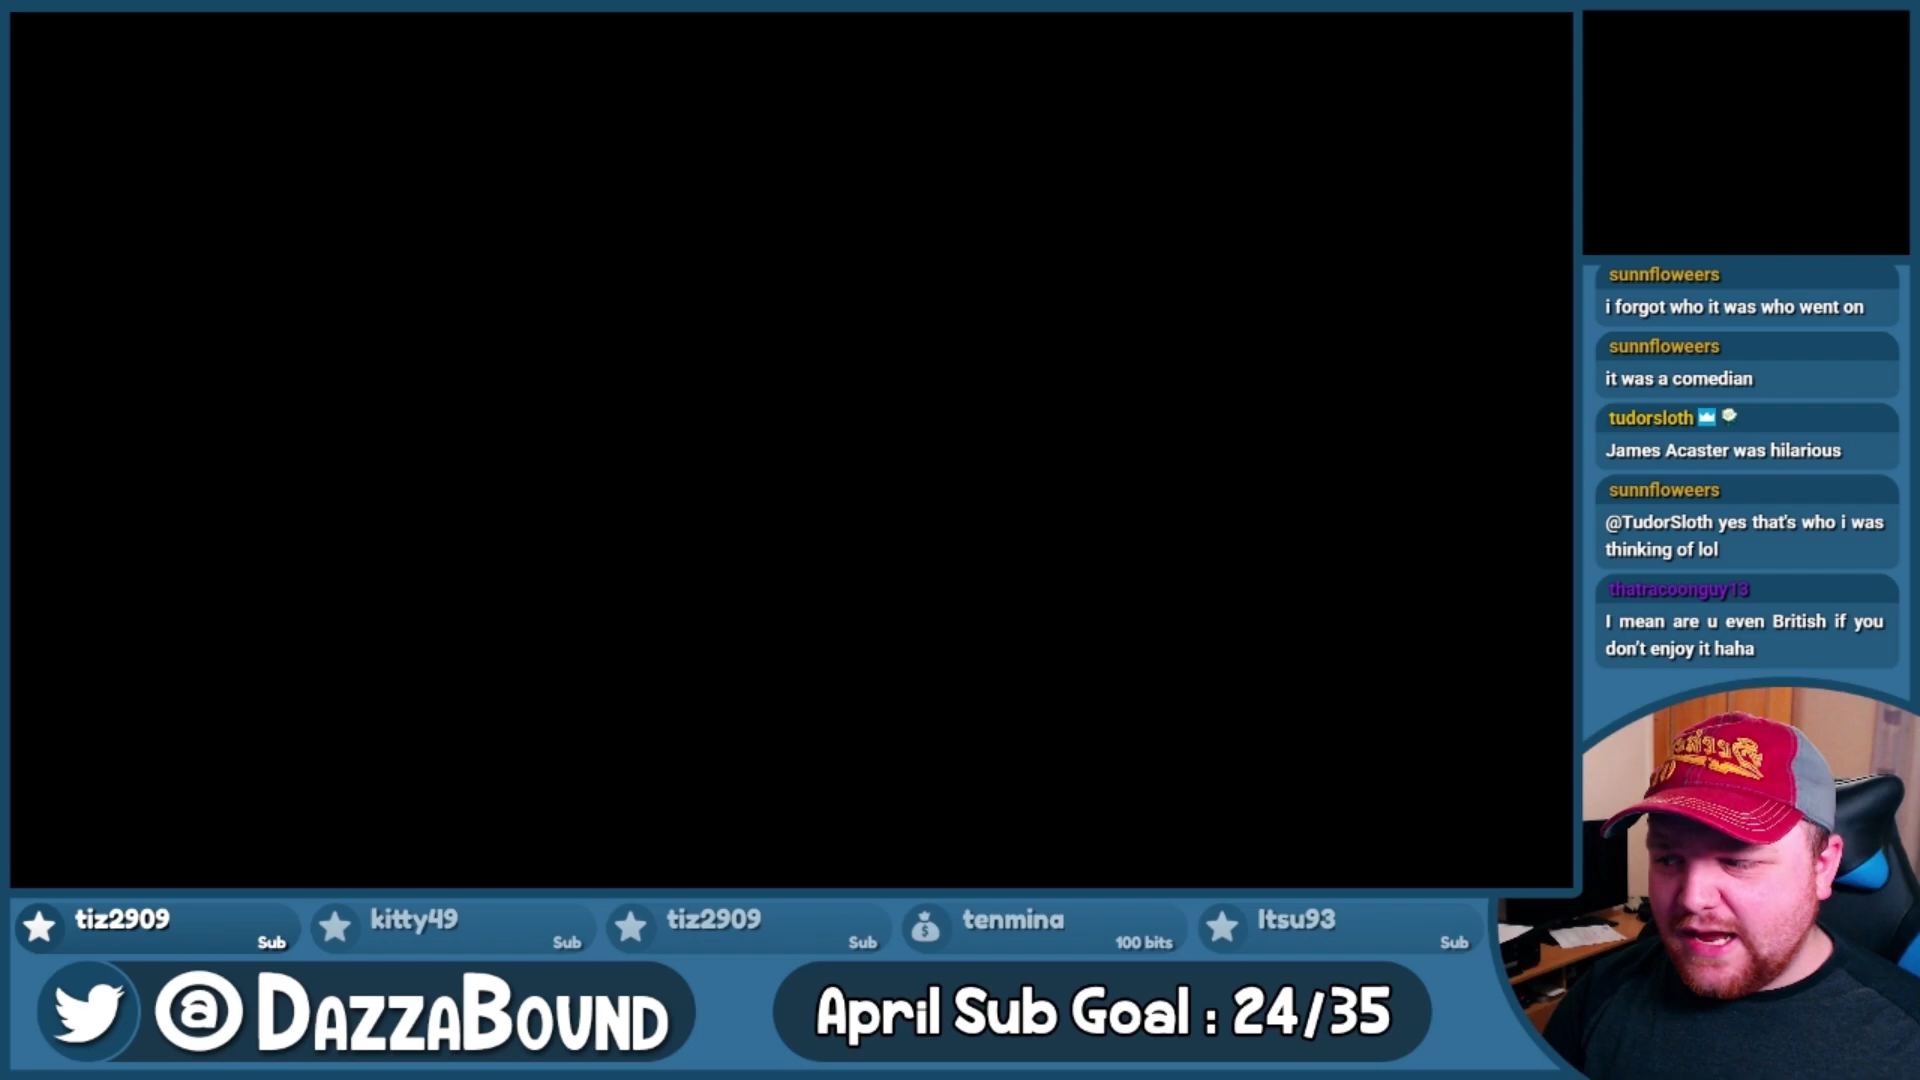 sunnfloweers
i forgot who it was who went on
sunnfloweers
it was a comedian
tudorsloth
James Acaster was hilarious
sunnfloweers
@TudorSloth yes that's who i was
thinking of lol
thatracoonguy13
I mean are u even British if you
don't enjoy it haha
tiz2909
Sub
kitty49
Sub
tiz2909
Sub
tenmina
100 bits
Itsu93
Sub
@DAZZABOUND
April Sub Goal : 24/35